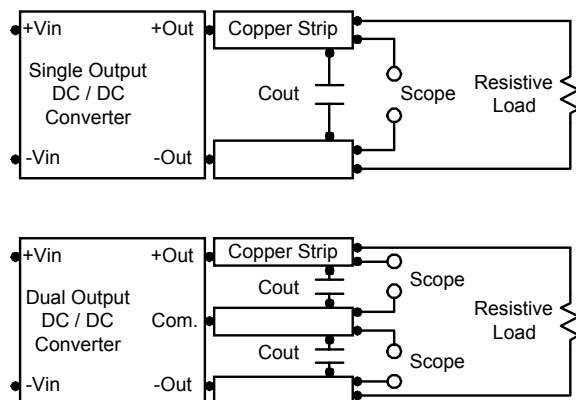 +Vin +Out Copper Strip
Single Output
DC / DC
Converter
Cout Scope
Resistive
Load
-Vin -Out
+Vin +Out Copper Strip
Cout Scope
Dual Output
DC / DC
Converter
Com.
Resistive
Load
Cout Scope
-Vin -Out